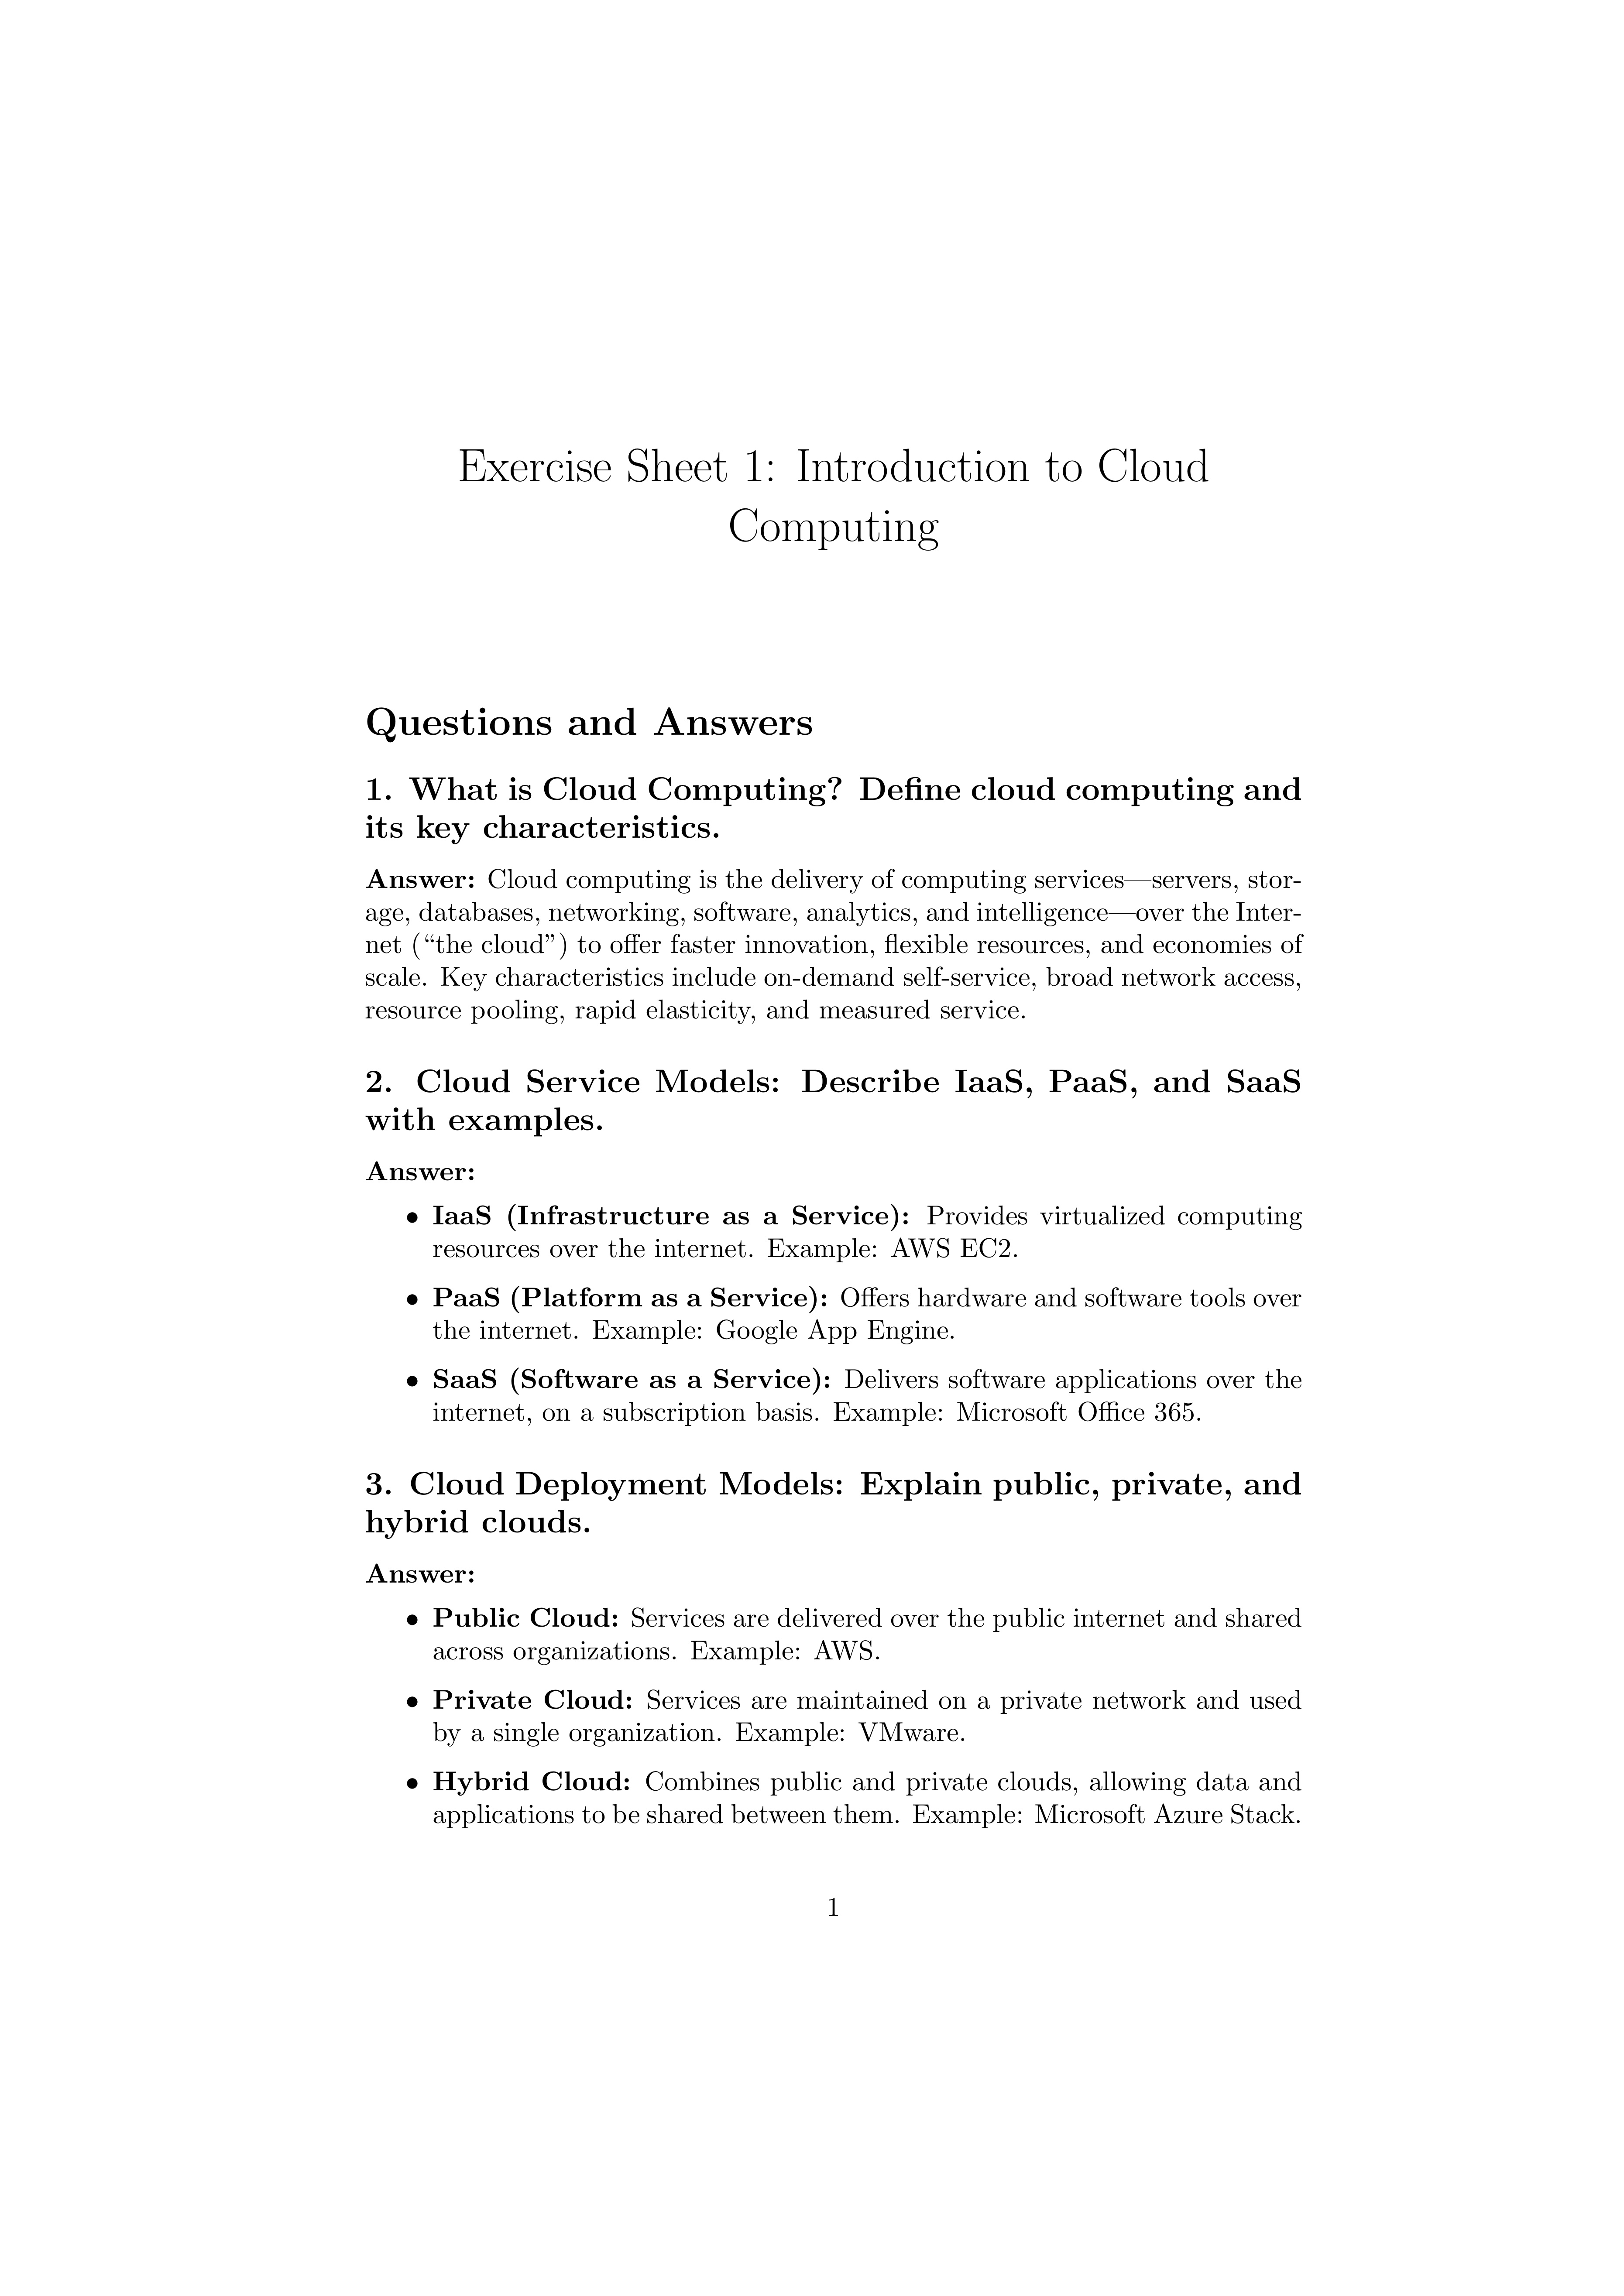 Exercise Sheet 1: Introduction to Cloud
Computing
Questions and Answers
1. What is Cloud Computing? Define cloud computing and
its key characteristics.
Answer: Cloud computing is the delivery of computing services—servers, stor-
age, databases, networking, software, analytics, and intelligence—over the Inter-
net (“the cloud”) to offer faster innovation, flexible resources, and economies of
scale. Key characteristics include on-demand self-service, broad network access,
resource pooling, rapid elasticity, and measured service.
2. Cloud Service Models: Describe IaaS, PaaS, and SaaS
with examples.
Answer:
• IaaS (Infrastructure as a Service): Provides virtualized computing
resources over the internet. Example: AWS EC2.
• PaaS (Platform as a Service): Offers hardware and software tools over
the internet. Example: Google App Engine.
• SaaS (Software as a Service): Delivers software applications over the
internet, on a subscription basis. Example: Microsoft Office 365.
3. Cloud Deployment Models: Explain public, private, and
hybrid clouds.
Answer:
• Public Cloud: Services are delivered over the public internet and shared
across organizations. Example: AWS.
• Private Cloud: Services are maintained on a private network and used
by a single organization. Example: VMware.
• Hybrid Cloud: Combines public and private clouds, allowing data and
applications to be shared between them. Example: Microsoft Azure Stack.
1